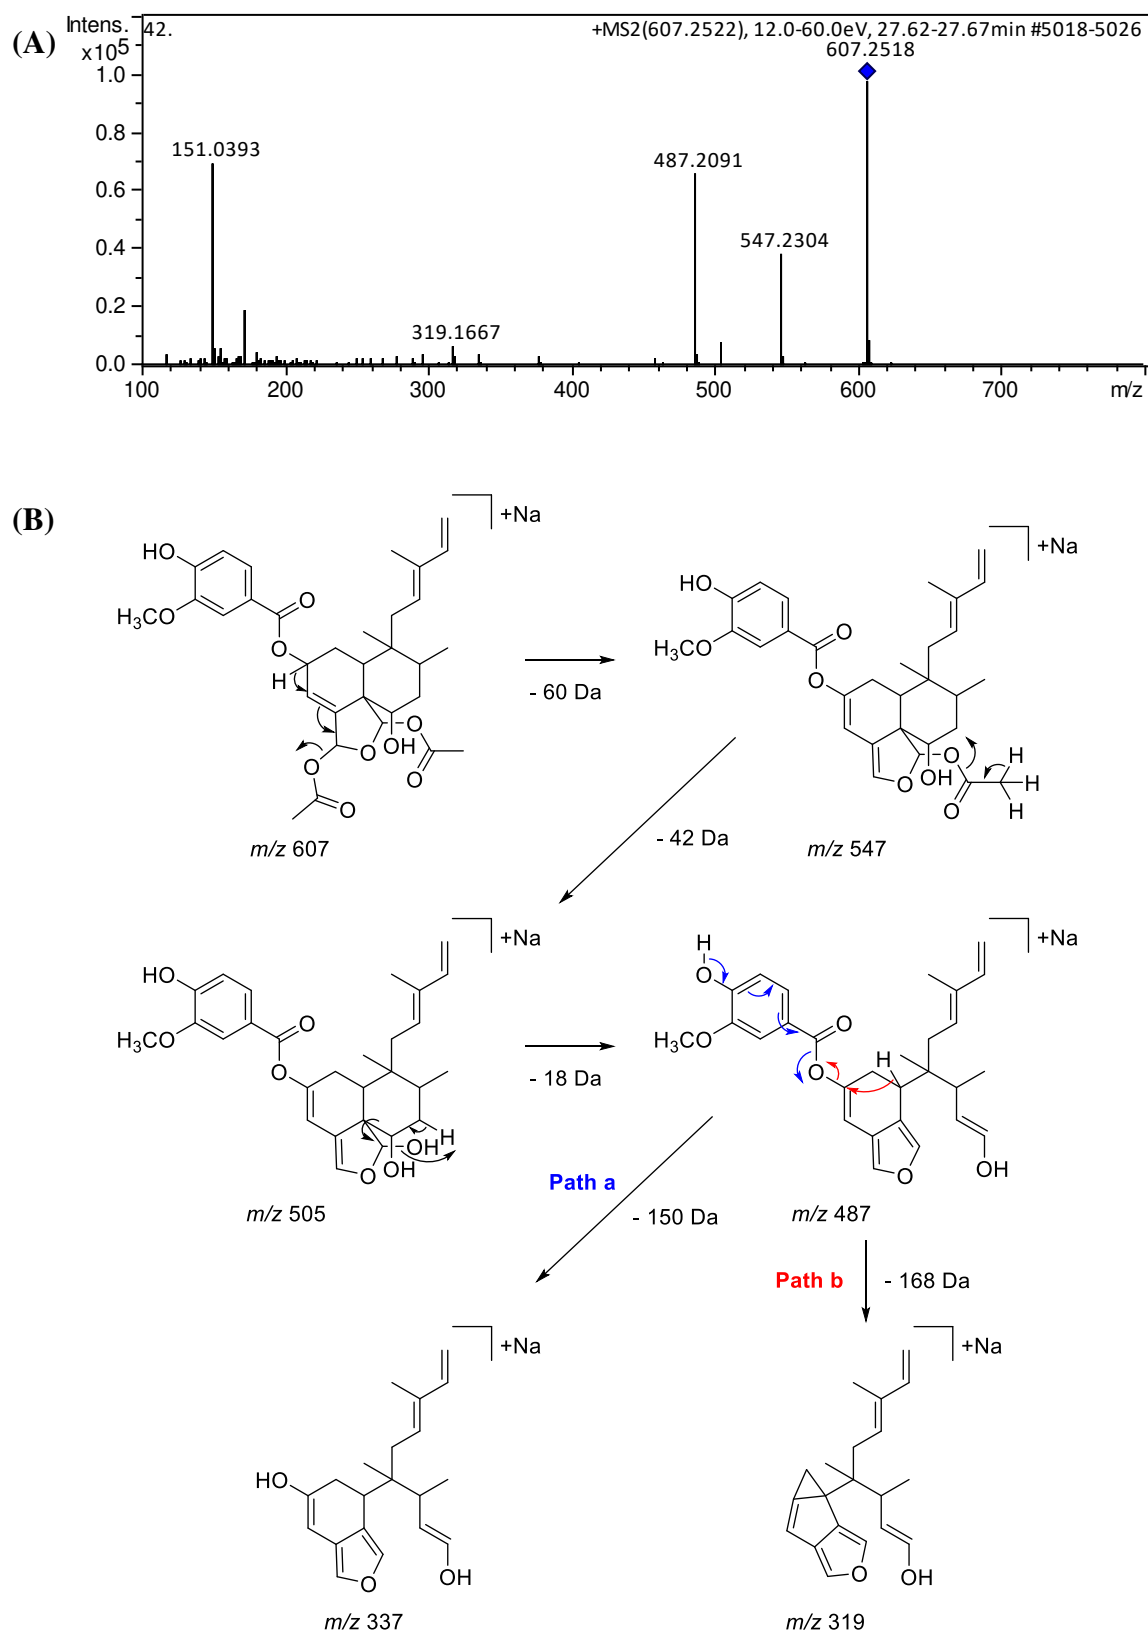 (A)
Intens. 42. +MS2(607.2522), 12.0-60.0eV, 27.62-27.67min #5018-5026
x10^5
607.2518
1.0
0.8
151.0393
487.2091
0.6
547.2304
0.4
0.2
319.1667
0.0
100 200 300 400 500 600 700 m/z
(B)
+Na
+Na
HO
H3CO
O
O
H
O
OH
O
O
O
O
m/z 607
- 60 Da
HO
H3CO
O
O
O
OH
O
O
H
H
H
m/z 547
- 42 Da
+Na
HO
H3CO
O
O
OH
H
O
OH
m/z 505
- 18 Da
+Na
H
O
H3CO
O
O
H
O
OH
m/z 487
Path a
- 150 Da
Path b
- 168 Da
+Na
HO
O
OH
m/z 337
+Na
O
OH
m/z 319